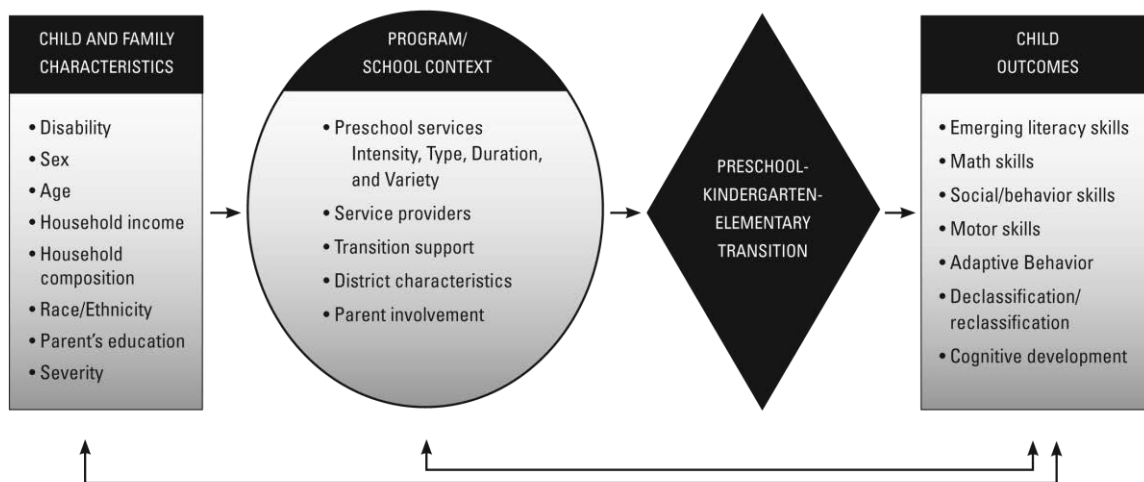 CHILD AND FAMILY
CHARACTERISTICS
• Disability
• Sex
• Age
• Household income
• Household
composition
• Race/Ethnicity
• Parent's education
• Severity
PROGRAM/
SCHOOL CONTEXT
• Preschool services
Intensity, Type, Duration,
and Variety
• Service providers
• Transition support
• District characteristics
• Parent involvement
PRESCHOOL-
KINDERGARTEN-
ELEMENTARY
TRANSITION
CHILD
OUTCOMES
• Emerging literacy skills
• Math skills
• Social/behavior skills
• Motor skills
• Adaptive Behavior
• Declassification/
reclassification
• Cognitive development